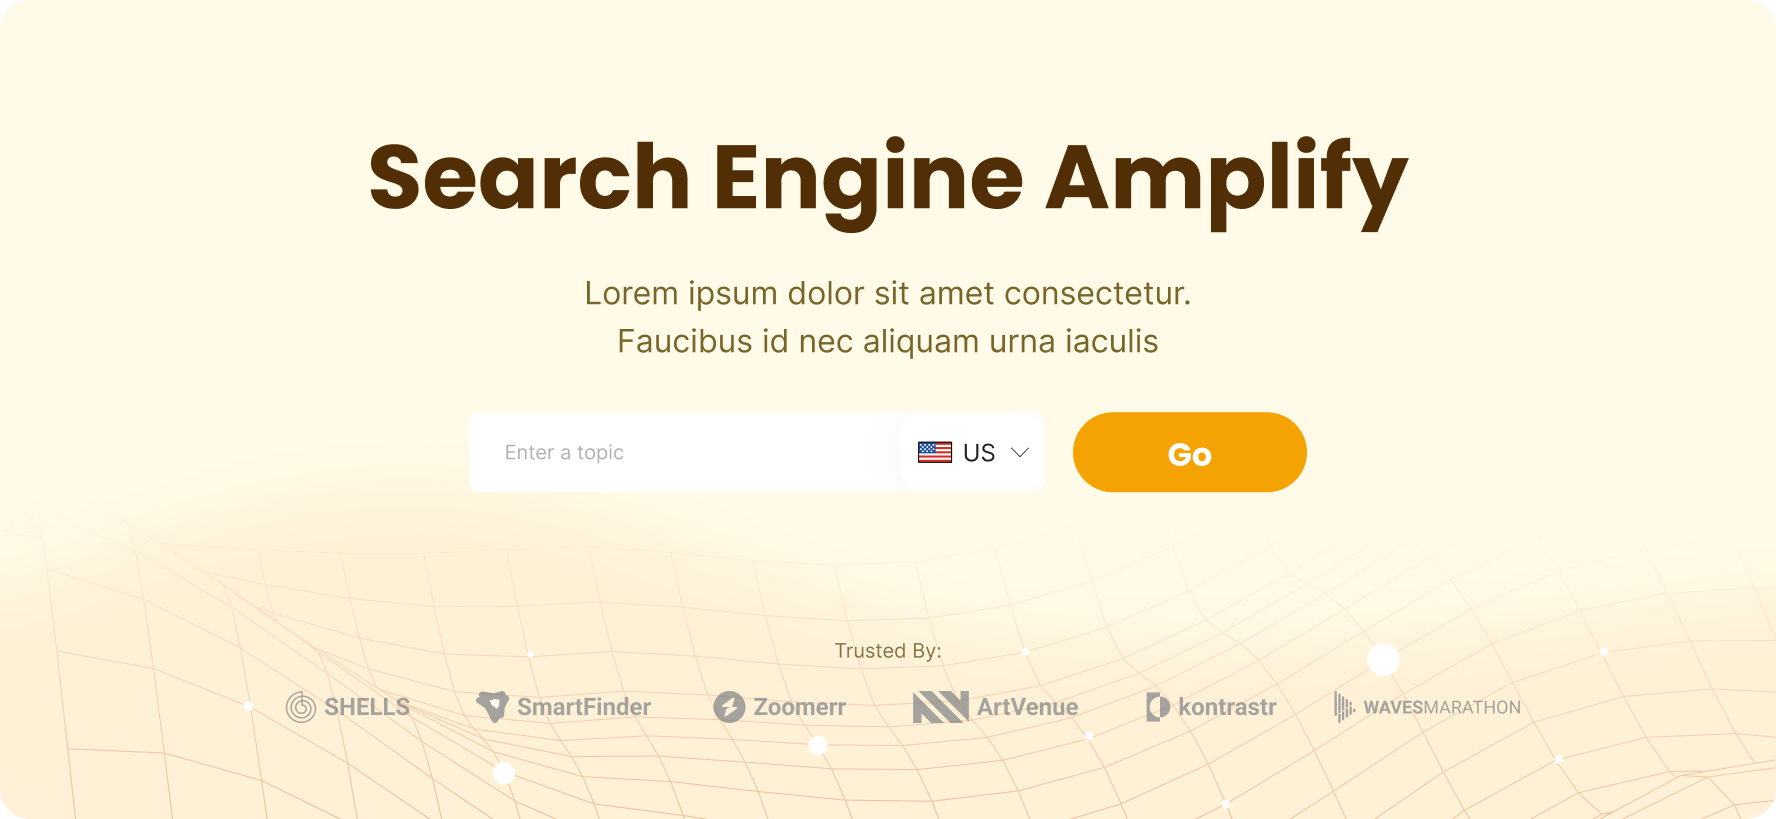 Search Engine Amplify
Lorem ipsum dolor sit amet consectetur.
Faucibus id nec aliquam urna iaculis
Enter a topic
US
Go
Trusted By:
SHELLS
SmartFinder
Zoomerr
ArtVenue
kontrastr
WAVESMARATHON